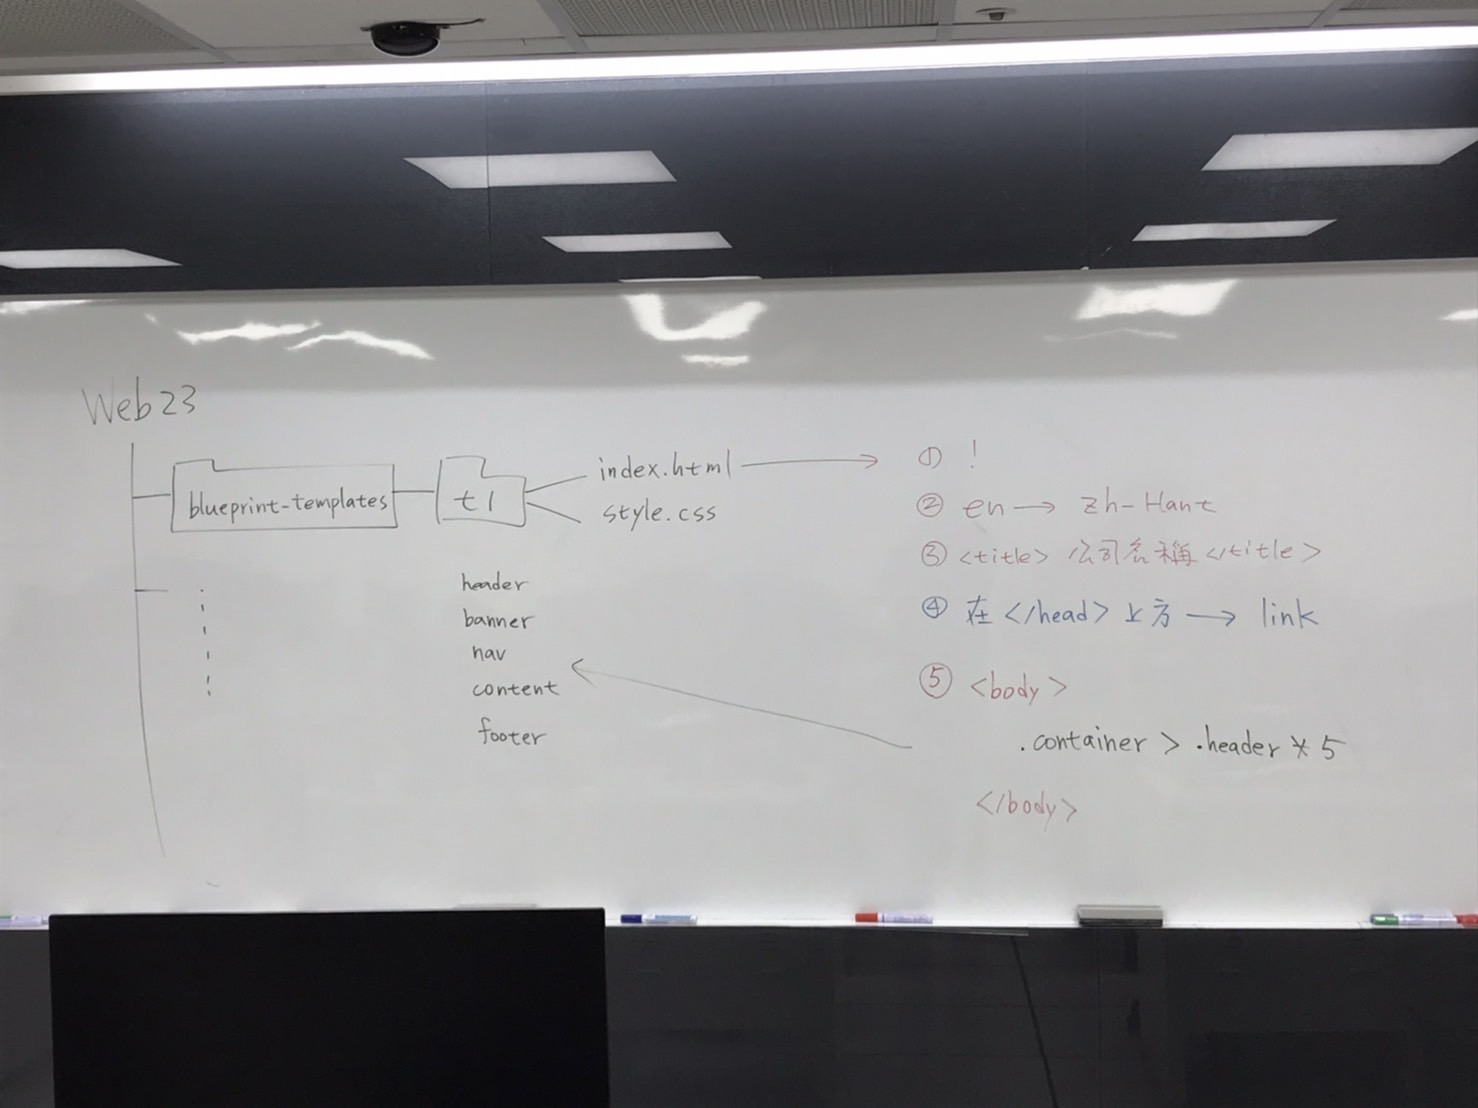 Web23
blueprint-templates
t1
index.html
style.css
header
banner
nav
content
footer
① !
② en → zh-Hant
③ <title> 公司名稱 </title>
④ 在 </head> 上方 → link
⑤ <body>
.container > .header * 5
</body>